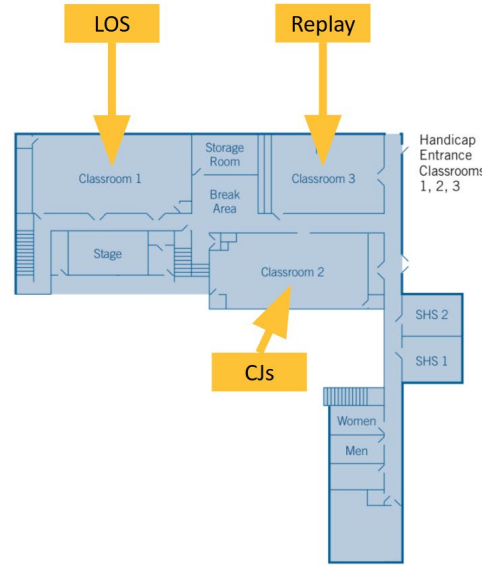 LOS
Replay
Handicap
Entrance
Classrooms
1, 2, 3
Storage
Room
Classroom 1
Classroom 3
Break
Area
Stage
Classroom 2
SHS 2
SHS 1
CJs
Women
Men